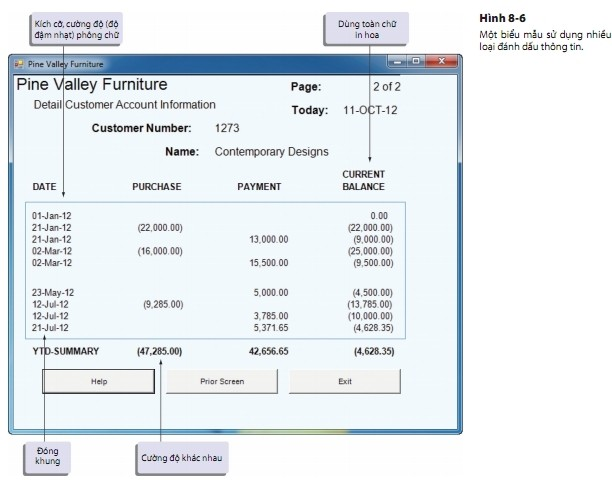 Kích cỡ, cường độ (độ
đậm nhạt) phông chữ
Dùng toàn chữ
in hoa
Hình 8-6
Một biểu mẫu sử dụng nhiều
loại đánh dấu thông tin.
Pine Valley Furniture
Pine Valley Furniture
Page: 2 of 2
Detail Customer Account Information
Today: 11-OCT-12
Customer Number: 1273
Name: Contemporary Designs
CURRENT
DATE PURCHASE PAYMENT BALANCE
01-Jan-12 0.00
21-Jan-12 (22,000.00) (22,000.00)
21-Jan-12 13,000.00 (9,000.00)
02-Mar-12 (16,000.00) (25,000.00)
02-Mar-12 15,500.00 (9,500.00)
23-May-12 5,000.00 (4,500.00)
12-Jul-12 (9,285.00) (13,785.00)
12-Jul-12 3,785.00 (10,000.00)
21-Jul-12 5,371.65 (4,628.35)
YTD-SUMMARY (47,285.00) 42,656.65 (4,628.35)
Help Prior Screen Exit
Đóng
khung
Cường độ khác nhau